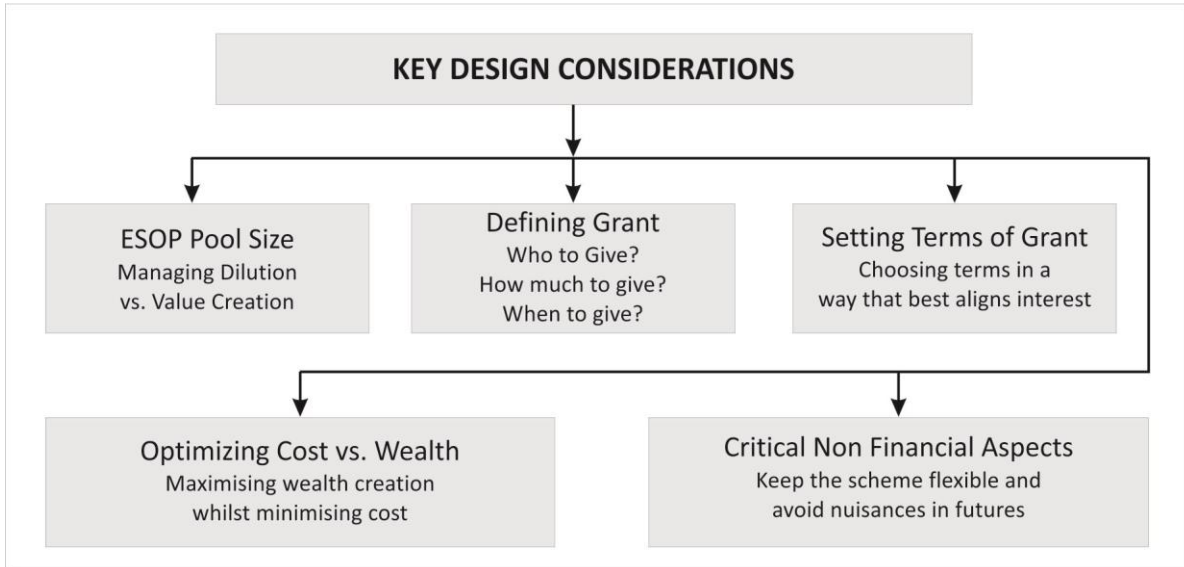 KEY DESIGN CONSIDERATIONS
ESOP Pool Size
Managing Dilution
vs. Value Creation
Defining Grant
Who to Give?
How much to give?
When to give?
Setting Terms of Grant
Choosing terms in a
way that best aligns interest
Optimizing Cost vs. Wealth
Maximising wealth creation
whilst minimising cost
Critical Non Financial Aspects
Keep the scheme flexible and
avoid nuisances in futures